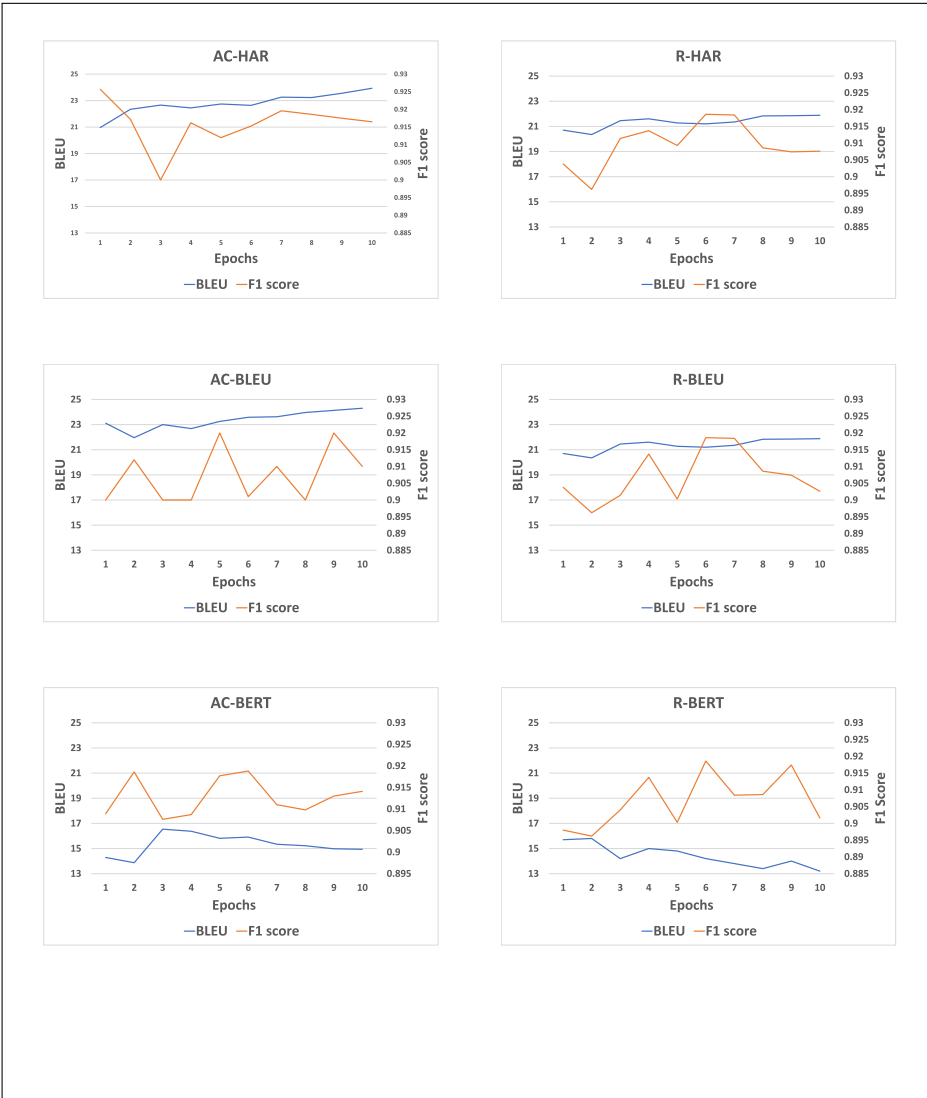 AC-HAR
25
23
21
19
17
15
13
BLEU
0.93
0.925
0.92
0.915
0.91
0.905
0.9
0.895
0.89
0.885
F1 score
1 2 3 4 5 6 7 8 9 10
Epochs
BLEU F1 score
R-HAR
25
23
21
19
17
15
13
BLEU
0.93
0.925
0.92
0.915
0.91
0.905
0.9
0.895
0.89
0.885
F1 score
1 2 3 4 5 6 7 8 9 10
Epochs
BLEU F1 score
AC-BLEU
25
23
21
19
17
15
13
BLEU
0.93
0.925
0.92
0.915
0.91
0.905
0.9
0.895
0.89
0.885
F1 score
1 2 3 4 5 6 7 8 9 10
Epochs
BLEU F1 score
R-BLEU
25
23
21
19
17
15
13
BLEU
0.93
0.925
0.92
0.915
0.91
0.905
0.9
0.895
0.89
0.885
F1 score
1 2 3 4 5 6 7 8 9 10
Epochs
BLEU F1 score
AC-BERT
25
23
21
19
17
15
13
BLEU
0.93
0.925
0.92
0.915
0.91
0.905
0.9
0.895
F1 score
1 2 3 4 5 6 7 8 9 10
Epochs
BLEU F1 score
R-BERT
25
23
21
19
17
15
13
BLEU
0.93
0.925
0.92
0.915
0.91
0.905
0.9
0.895
0.89
0.885
F1 Score
1 2 3 4 5 6 7 8 9 10
Epochs
BLEU F1 score